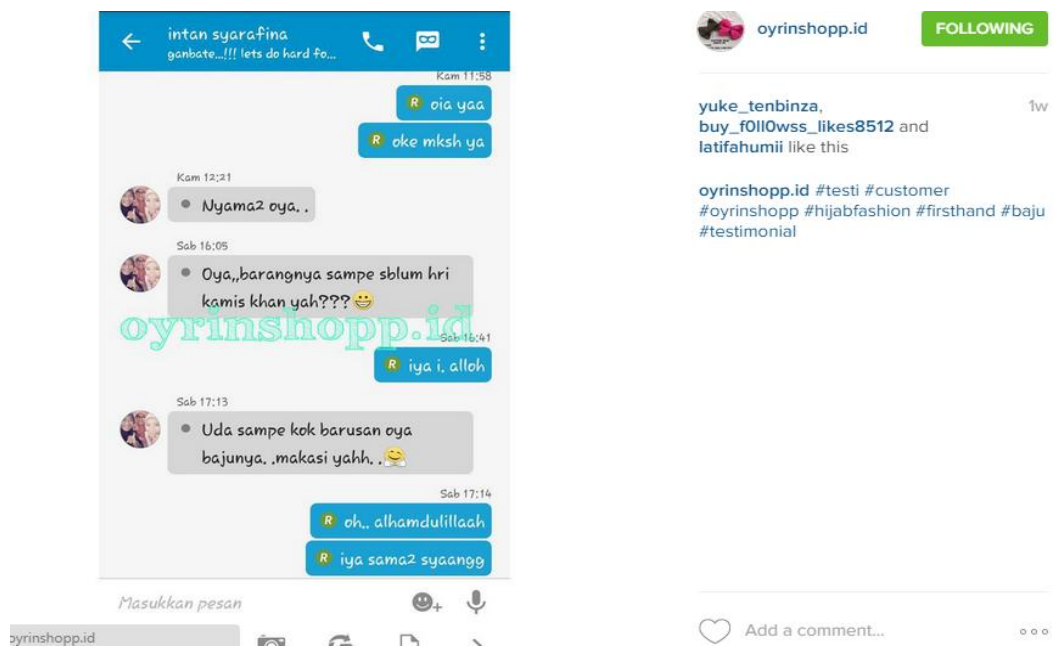 intan syarafina
ganbate...!!! lets do hard fo...
Kam 11:58
R oia yaa
R oke mksh ya
Kam 12:21
Nyama2 oya. .
Sab 16:05
Oya,,barangnya sampe sblum hri
kamis khan yah???
oyrinshopp.id
Sab 16:41
R iya i. alloh
Sab 17:13
Uda sampe kok barusan oya
bajunya. .makasi yahh. .
Sab 17:14
R oh.. alhamdulillaah
R iya sama2 syaangg
Masukkan pesan
oyrinshopp.id
oyrinshopp.id
FOLLOWING
yuke_tenbinza, 1w
buy_f0ll0wss_likes8512 and
latifahumii like this
oyrinshopp.id #testi #customer
#oyrinshopp #hijabfashion #firsthand #baju
#testimonial
Add a comment...